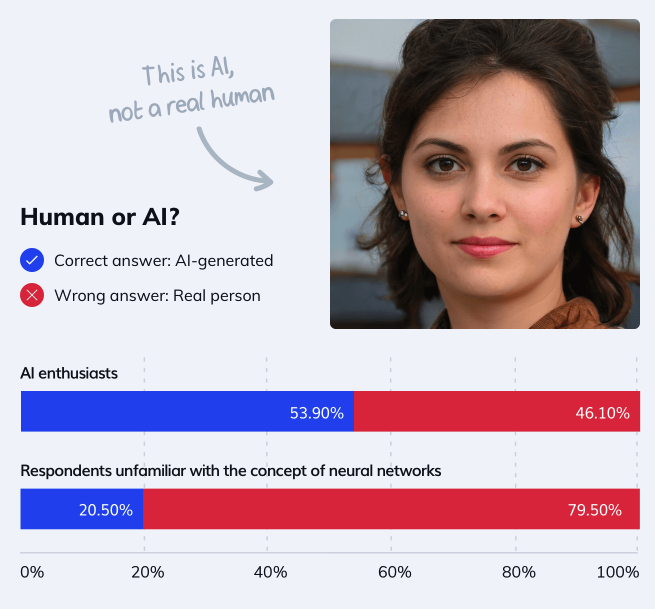 This is AI,
not a real human
Human or AI?
Correct answer: AI-generated
Wrong answer: Real person
AI enthusiasts
53.90% 46.10%
Respondents unfamiliar with the concept of neural networks
20.50% 79.50%
0% 20% 40% 60% 80% 100%